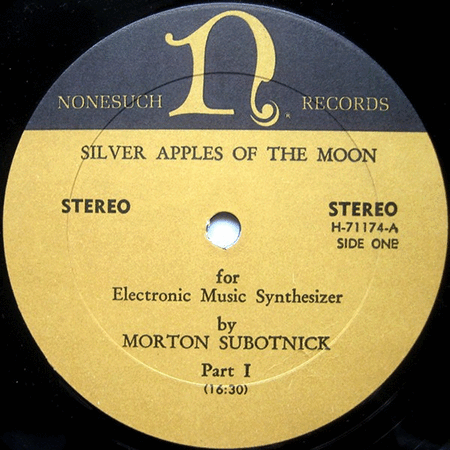 n
NONESUCH RECORDS
SILVER APPLES OF THE MOON
STEREO STEREO
H-71174-A
SIDE ONE
for
Electronic Music Synthesizer
by
MORTON SUBOTNICK
Part I
(16:30)